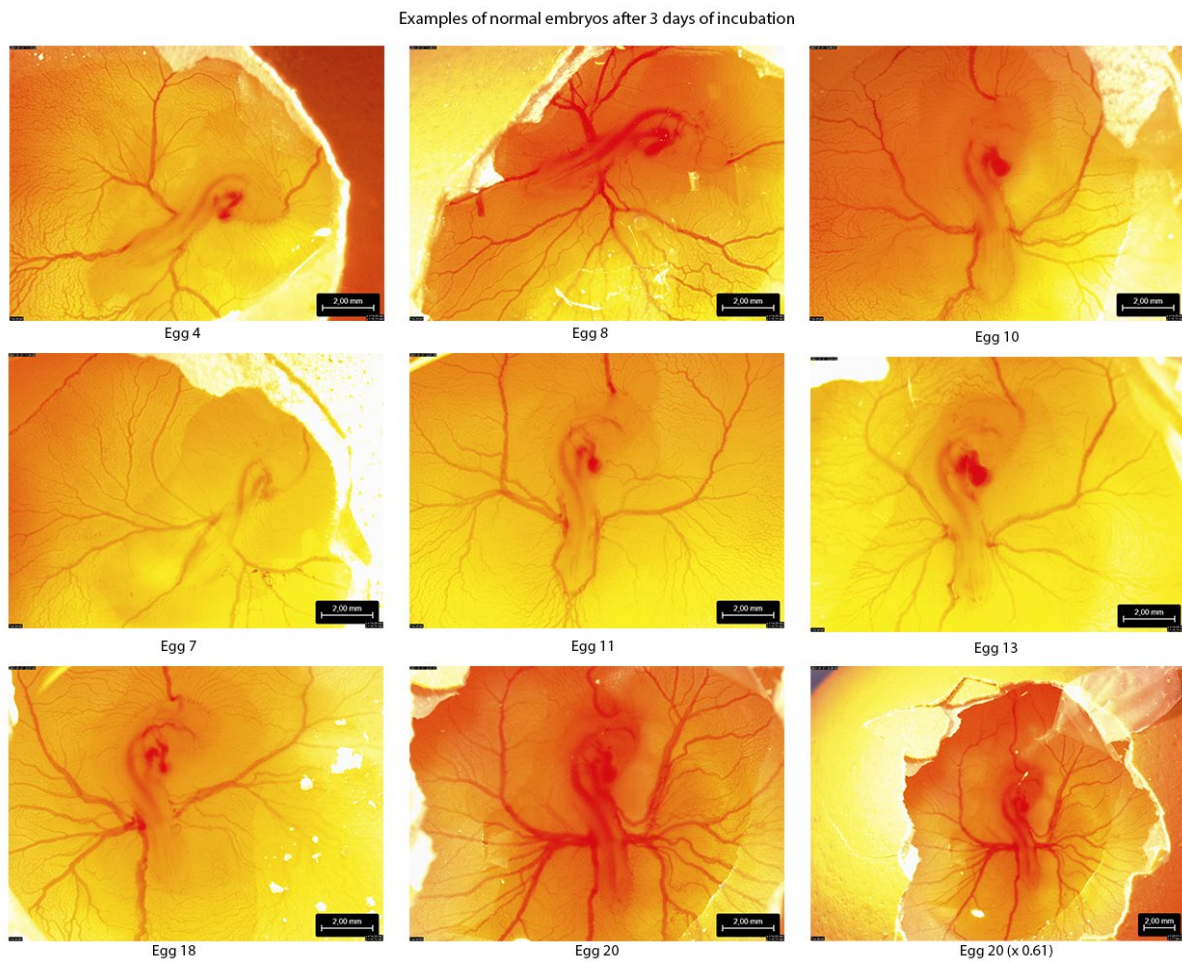 Examples of normal embryos after 3 days of incubation
2,00 mm
2,00 mm
2,00 mm
Egg 4
Egg 8
Egg 10
2,00 mm
2,00 mm
2,00 mm
Egg 7
Egg 11
Egg 13
2,00 mm
2,00 mm
2,00 mm
Egg 18
Egg 20
Egg 20 (x 0.61)